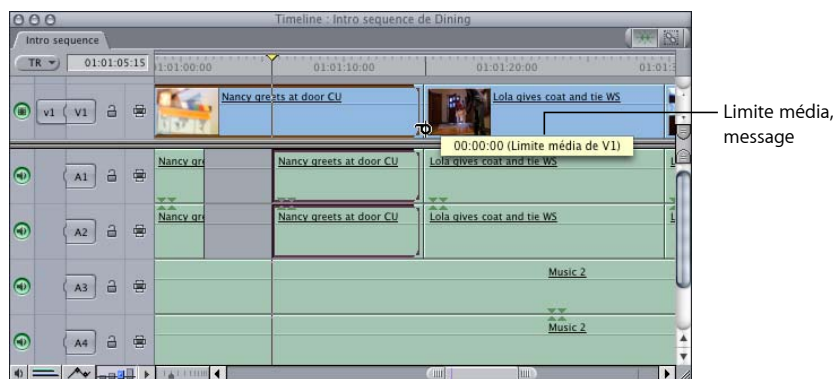 Timeline : Intro sequence de Dining
Intro sequence
TR 01:01:05:15 01:01:00:00 01:01:10:00 01:01:20:00
v1 V1 Nancy greets at door CU Lola gives coat and tie WS
Limite média,
message
00:00:00 (Limite média de V1)
A1 Nancy gr Nancy greets at door CU Lola gives coat and tie WS
A2 Nancy gr Nancy greets at door CU Lola gives coat and tie WS
A3 Music 2
A4 Music 2